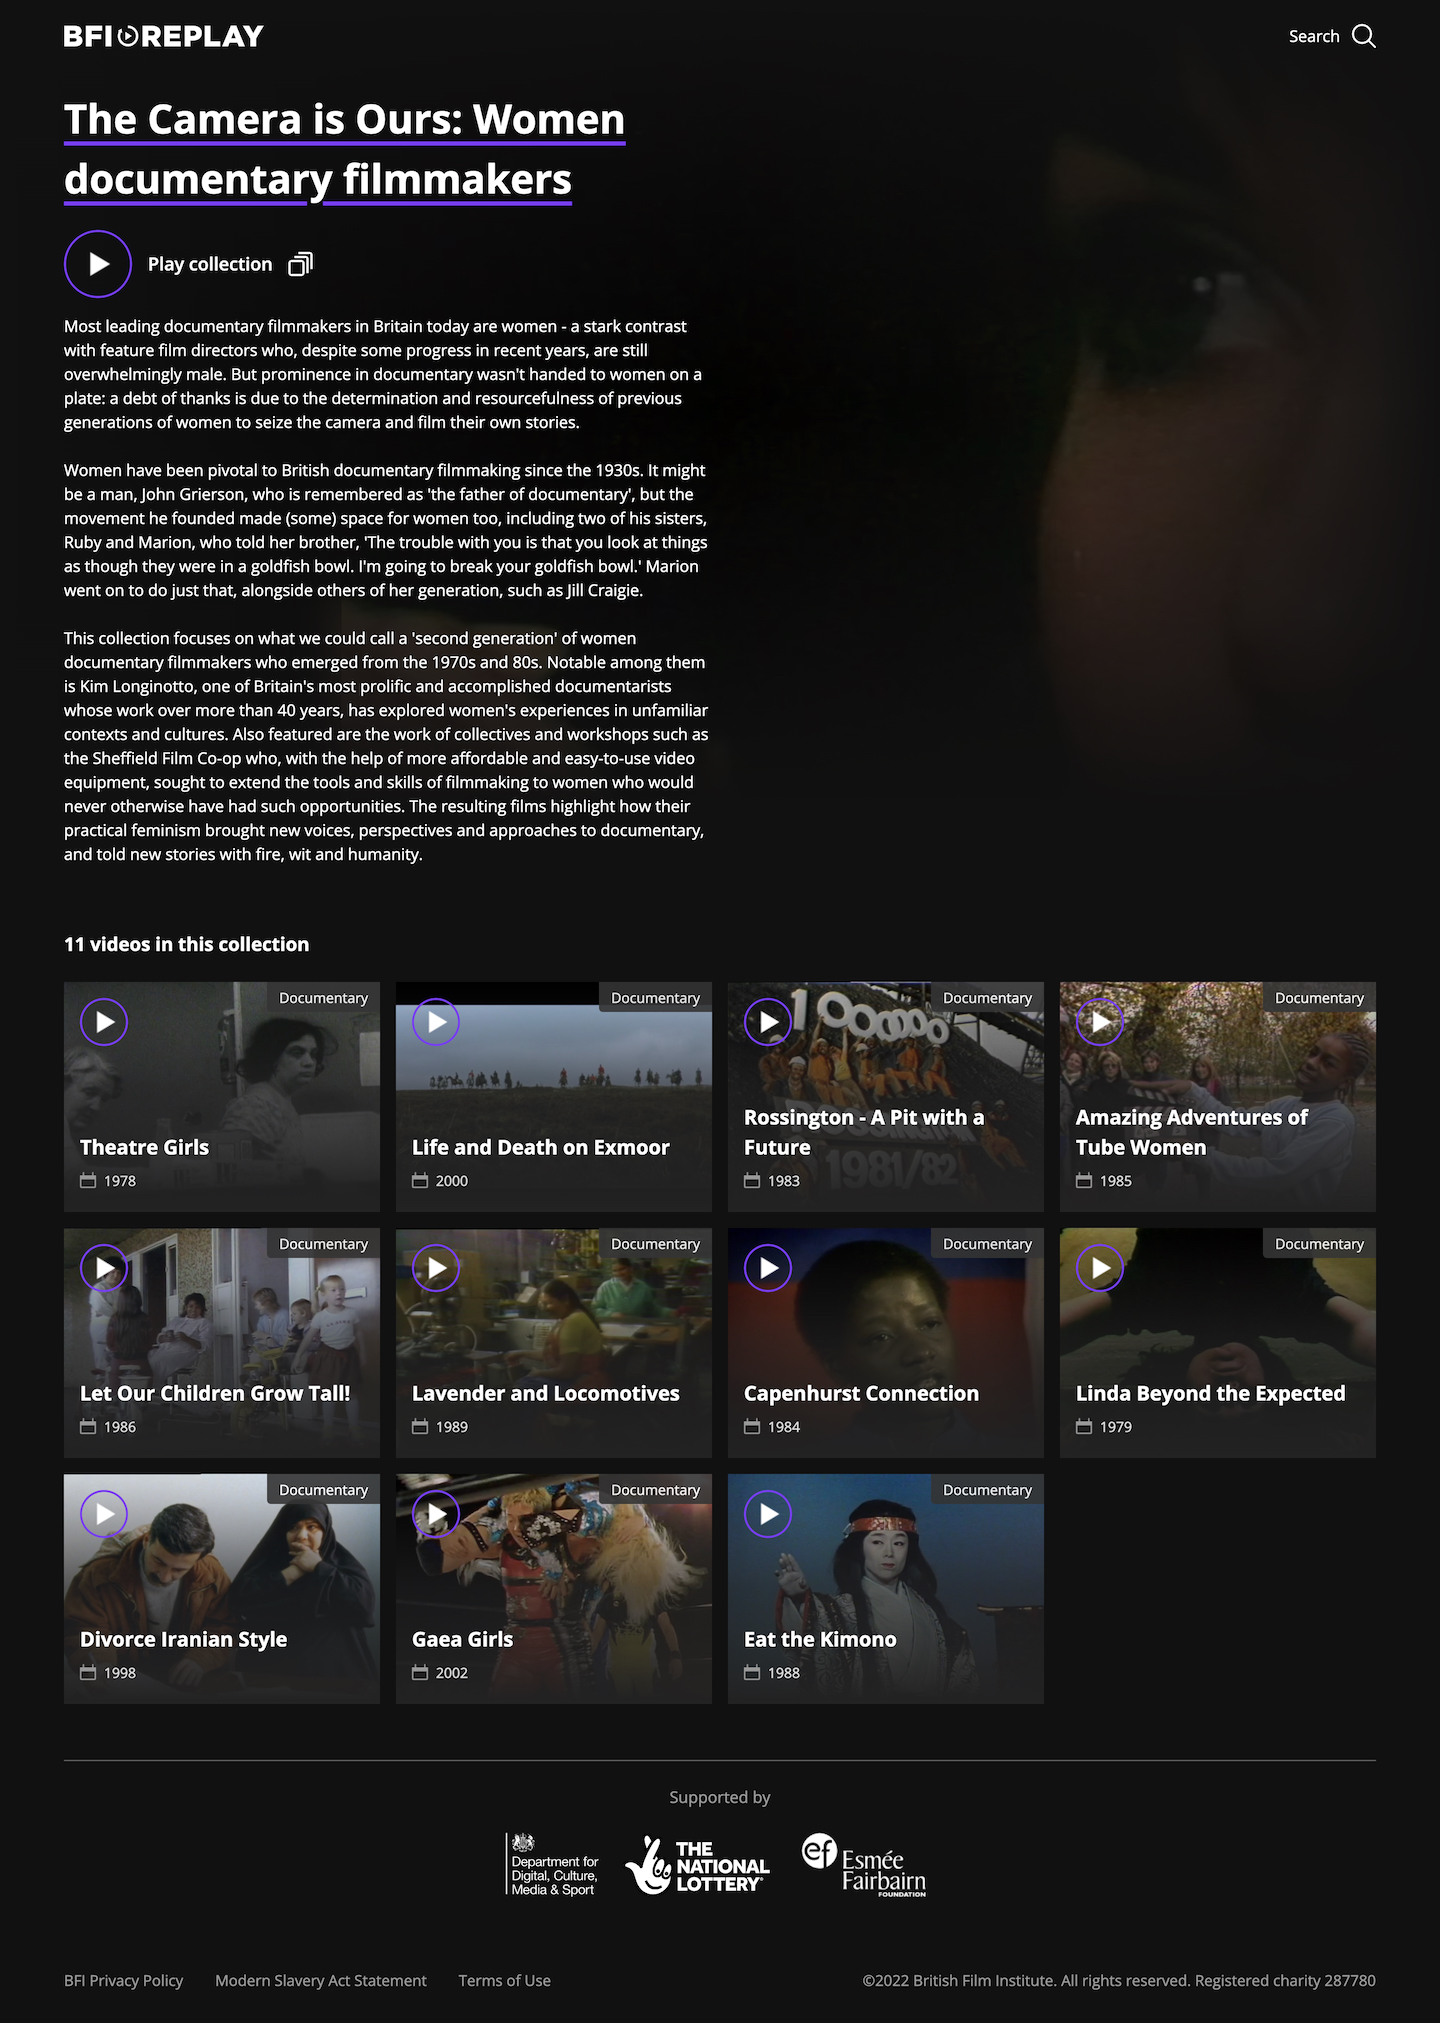 BFI REPLAY
Search
The Camera is Ours: Women
documentary filmmakers
Play collection
Most leading documentary filmmakers in Britain today are women - a stark contrast
with feature film directors who, despite some progress in recent years, are still
overwhelmingly male. But prominence in documentary wasn't handed to women on a
plate: a debt of thanks is due to the determination and resourcefulness of previous
generations of women to seize the camera and film their own stories.
Women have been pivotal to British documentary filmmaking since the 1930s. It might
be a man, John Grierson, who is remembered as 'the father of documentary', but the
movement he founded made (some) space for women too, including two of his sisters,
Ruby and Marion, who told her brother, 'The trouble with you is that you look at things
as though they were in a goldfish bowl. I'm going to break your goldfish bowl.' Marion
went on to do just that, alongside others of her generation, such as Jill Craigie.
This collection focuses on what we could call a 'second generation' of women
documentary filmmakers who emerged from the 1970s and 80s. Notable among them
is Kim Longinotto, one of Britain's most prolific and accomplished documentarists
whose work over more than 40 years, has explored women's experiences in unfamiliar
contexts and cultures. Also featured are the work of collectives and workshops such as
the Sheffield Film Co-op who, with the help of more affordable and easy-to-use video
equipment, sought to extend the tools and skills of filmmaking to women who would
never otherwise have had such opportunities. The resulting films highlight how their
practical feminism brought new voices, perspectives and approaches to documentary,
and told new stories with fire, wit and humanity.
11 videos in this collection
Documentary
Theatre Girls
1978
Documentary
Life and Death on Exmoor
2000
Documentary
1000000
Rossington - A Pit with a
Future
1981/82
1983
Documentary
Amazing Adventures of
Tube Women
1985
Documentary
Let Our Children Grow Tall!
1986
Documentary
Lavender and Locomotives
1989
Documentary
Capenhurst Connection
1984
Documentary
Linda Beyond the Expected
1979
Documentary
Divorce Iranian Style
1998
Documentary
Gaea Girls
2002
Documentary
Eat the Kimono
1988
Supported by
Department for
Digital, Culture,
Media & Sport
THE
NATIONAL
LOTTERY®
ef
Esmée
Fairbairn
FOUNDATION
BFI Privacy Policy
Modern Slavery Act Statement
Terms of Use
©2022 British Film Institute. All rights reserved. Registered charity 287780